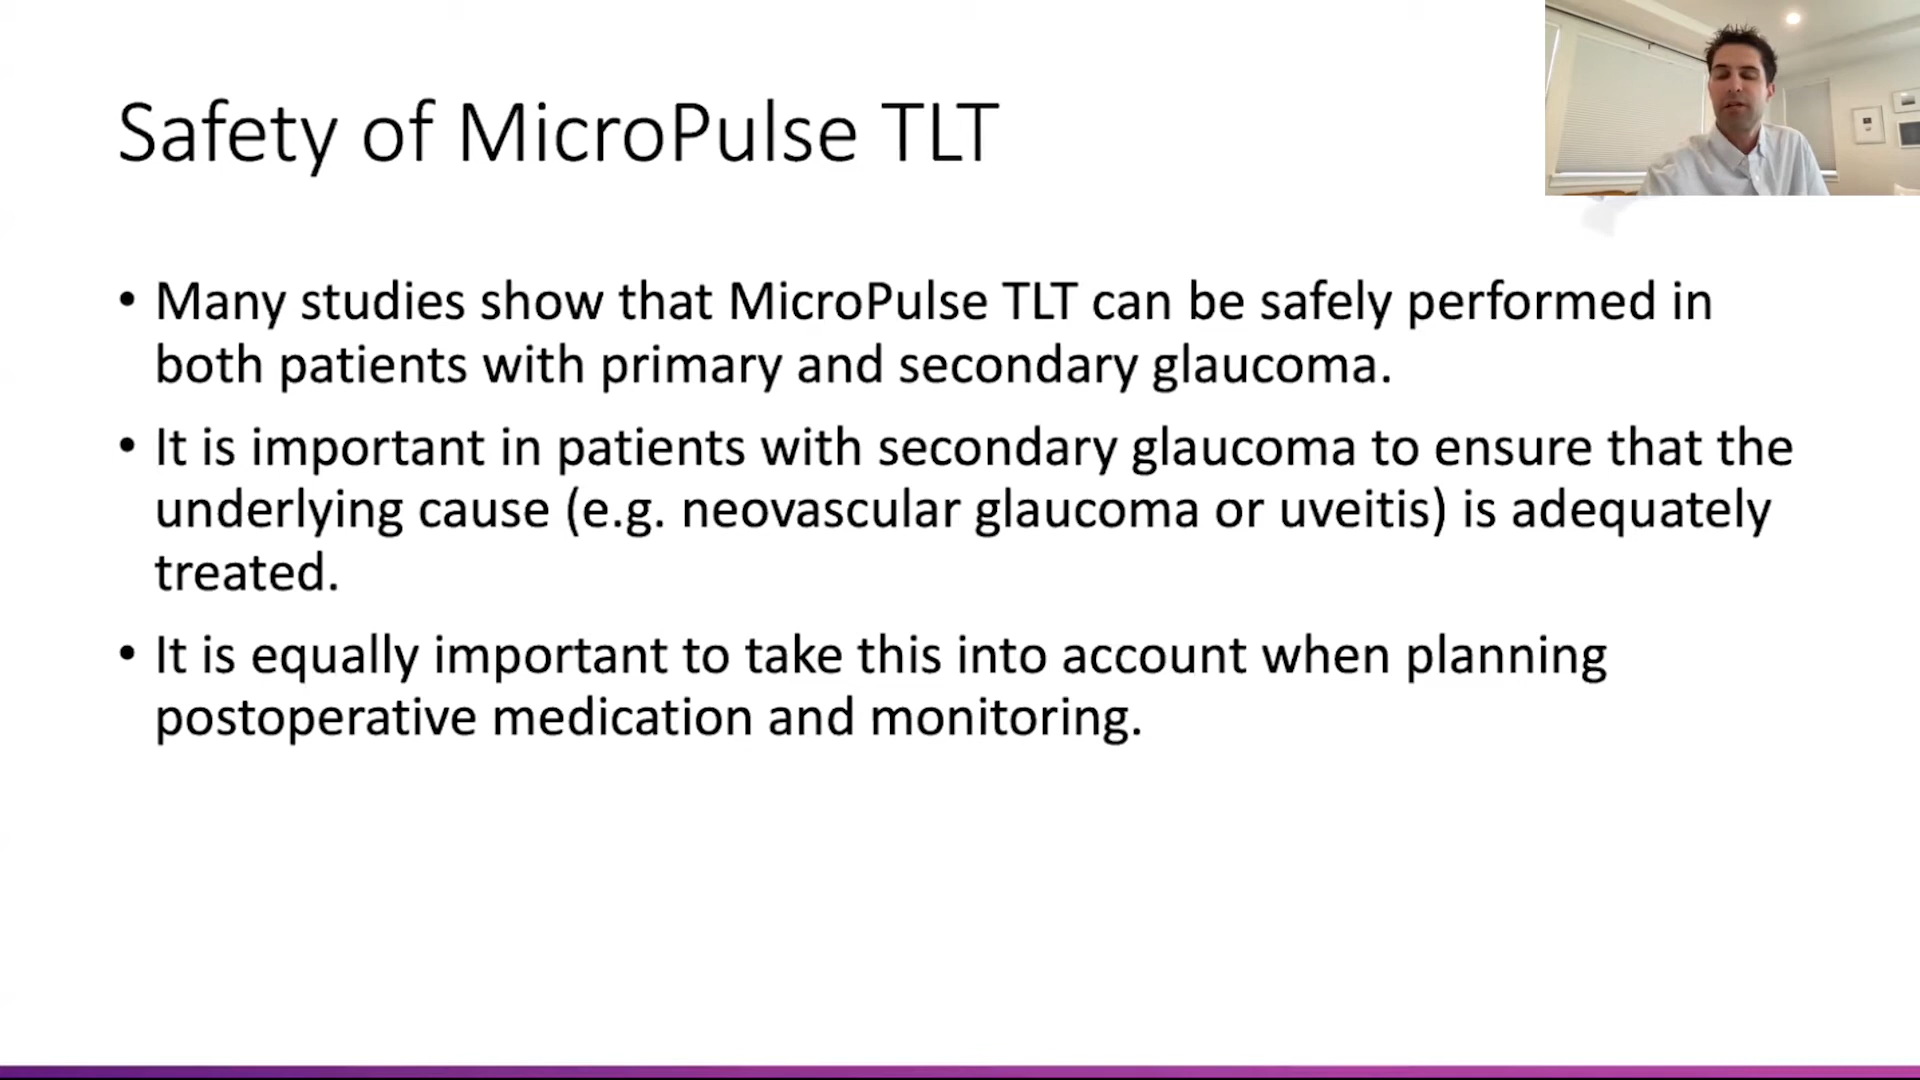 Safety of MicroPulse TLT
• Many studies show that MicroPulse TLT can be safely performed in
both patients with primary and secondary glaucoma.
• It is important in patients with secondary glaucoma to ensure that the
underlying cause (e.g. neovascular glaucoma or uveitis) is adequately
treated.
• It is equally important to take this into account when planning
postoperative medication and monitoring.